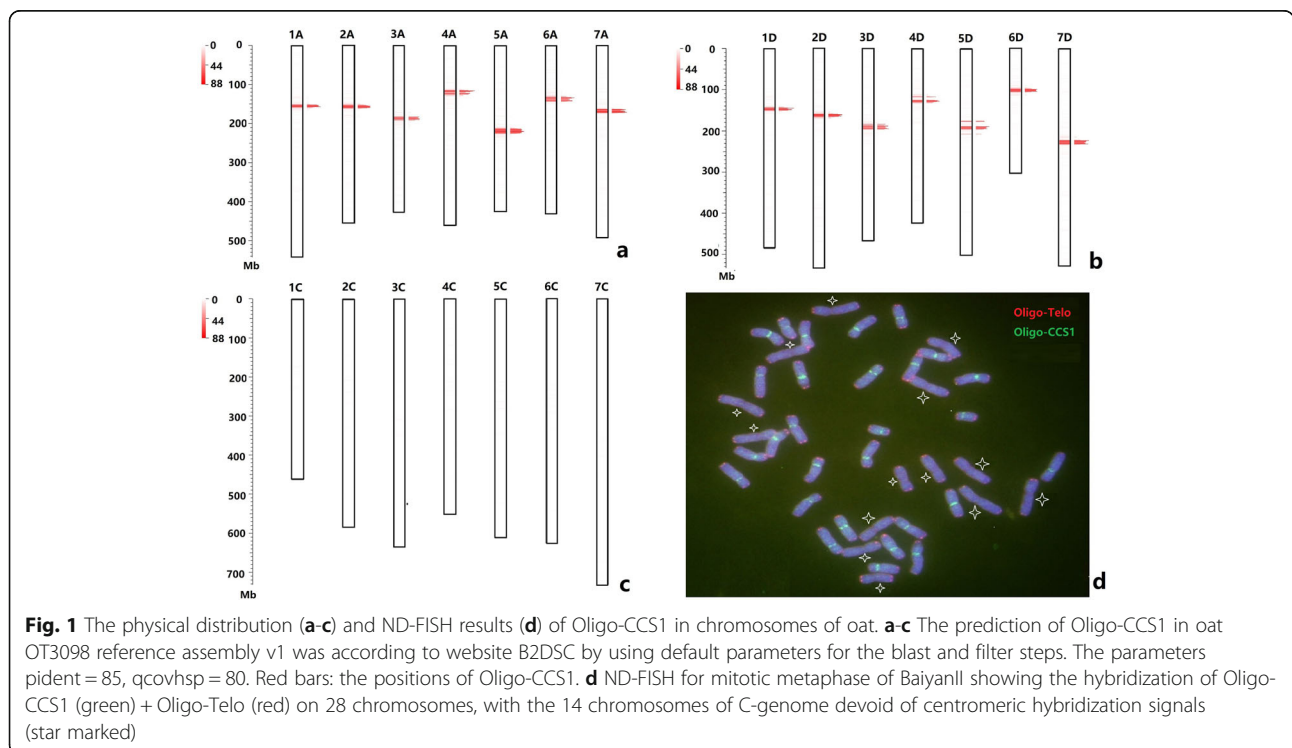 1A 2A 3A 4A 5A 6A 7A
0
44
88
0
100
200
300
400
500
Mb
a
1D 2D 3D 4D 5D 6D 7D
0
44
88
0
100
200
300
400
500
Mb
b
1C 2C 3C 4C 5C 6C 7C
0
44
88
0
100
200
300
400
500
600
700
Mb
c
Oligo-Telo
Oligo-CCS1
d
Fig. 1 The physical distribution (a-c) and ND-FISH results (d) of Oligo-CCS1 in chromosomes of oat. a-c The prediction of Oligo-CCS1 in oat
OT3098 reference assembly v1 was according to website B2DSC by using default parameters for the blast and filter steps. The parameters
pident = 85, qcovhsp = 80. Red bars: the positions of Oligo-CCS1. d ND-FISH for mitotic metaphase of BaiyanII showing the hybridization of Oligo-
CCS1 (green) + Oligo-Telo (red) on 28 chromosomes, with the 14 chromosomes of C-genome devoid of centromeric hybridization signals
(star marked)